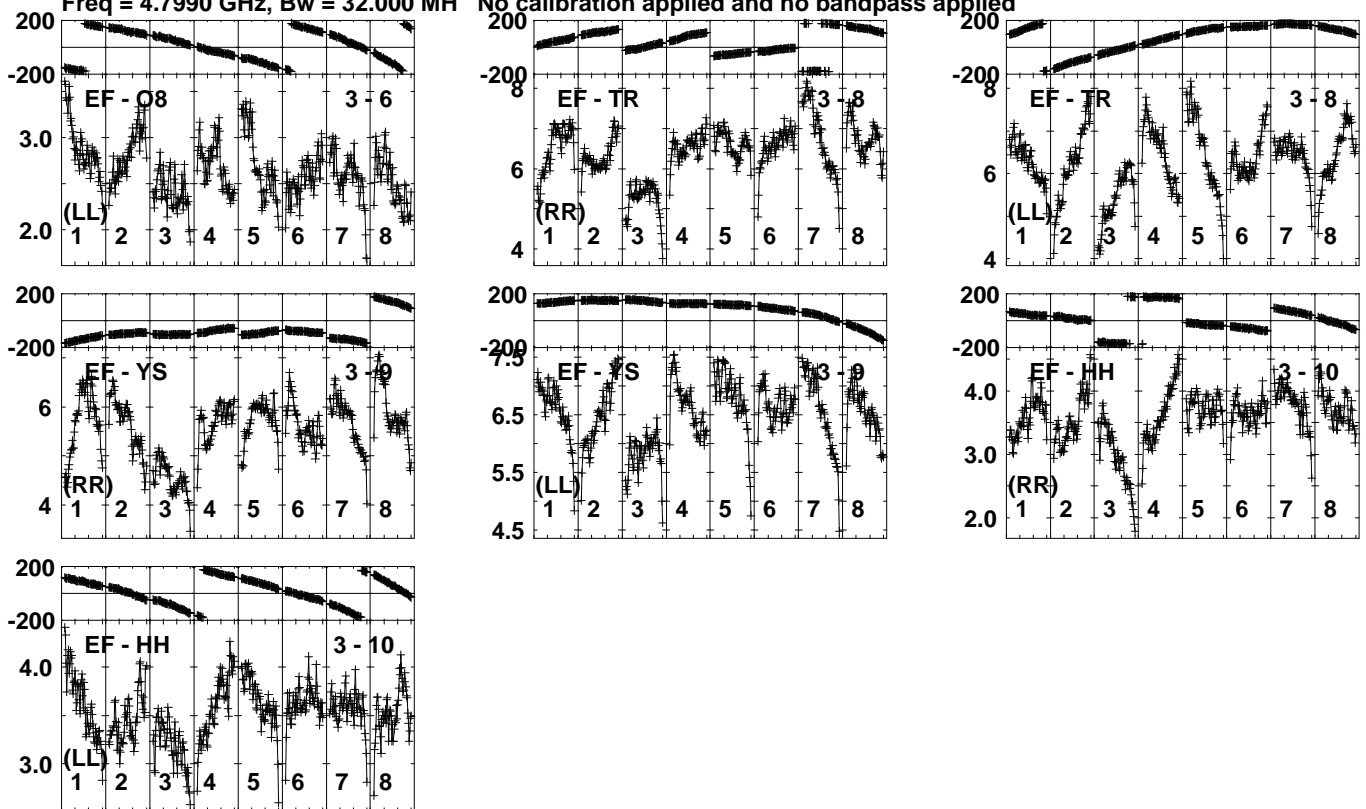 Freq = 4.7990 GHz, Bw = 32.000 MH No calibration applied and no bandpass applied
200
-200
EF - O8 3 - 6
3.0
2.0
(LL)
1 2 3 4 5 6 7 8
200
-200
8
EF - TR 3 - 8
6
4
(RR)
1 2 3 4 5 6 7 8
200
-200
8
EF - TR 3 - 8
6
4
(LL)
1 2 3 4 5 6 7 8
200
-200
EF - YS 3 - 9
6
4
(RR)
1 2 3 4 5 6 7 8
200
-200
7.5
EF - YS 3 - 9
6.5
5.5
4.5
(LL)
1 2 3 4 5 6 7 8
200
-200
EF - HH 3 - 10
4.0
3.0
2.0
(RR)
1 2 3 4 5 6 7 8
200
-200
EF - HH 3 - 10
4.0
3.0
(LL)
1 2 3 4 5 6 7 8